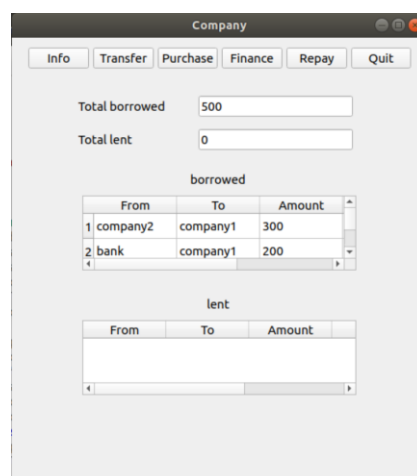 Company
Info Transfer Purchase Finance Repay Quit
Total borrowed 500
Total lent 0
borrowed
From To Amount
1 company2 company1 300
2 bank company1 200
lent
From To Amount